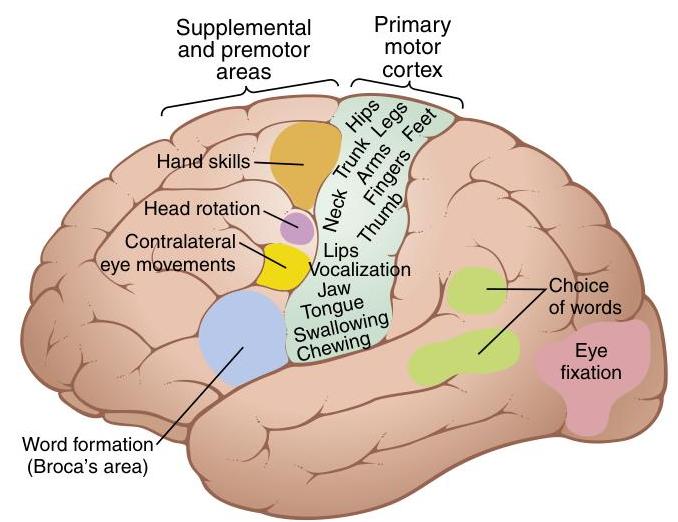 Supplemental
and premotor
areas
Primary
motor
cortex
Hand skills
Head rotation
Contralateral
eye movements
Word formation
(Broca's area)
Hips
Legs
Feet
Trunk
Arms
Fingers
Neck
Thumb
Lips
Vocalization
Jaw
Tongue
Swallowing
Chewing
Choice
of words
Eye
fixation